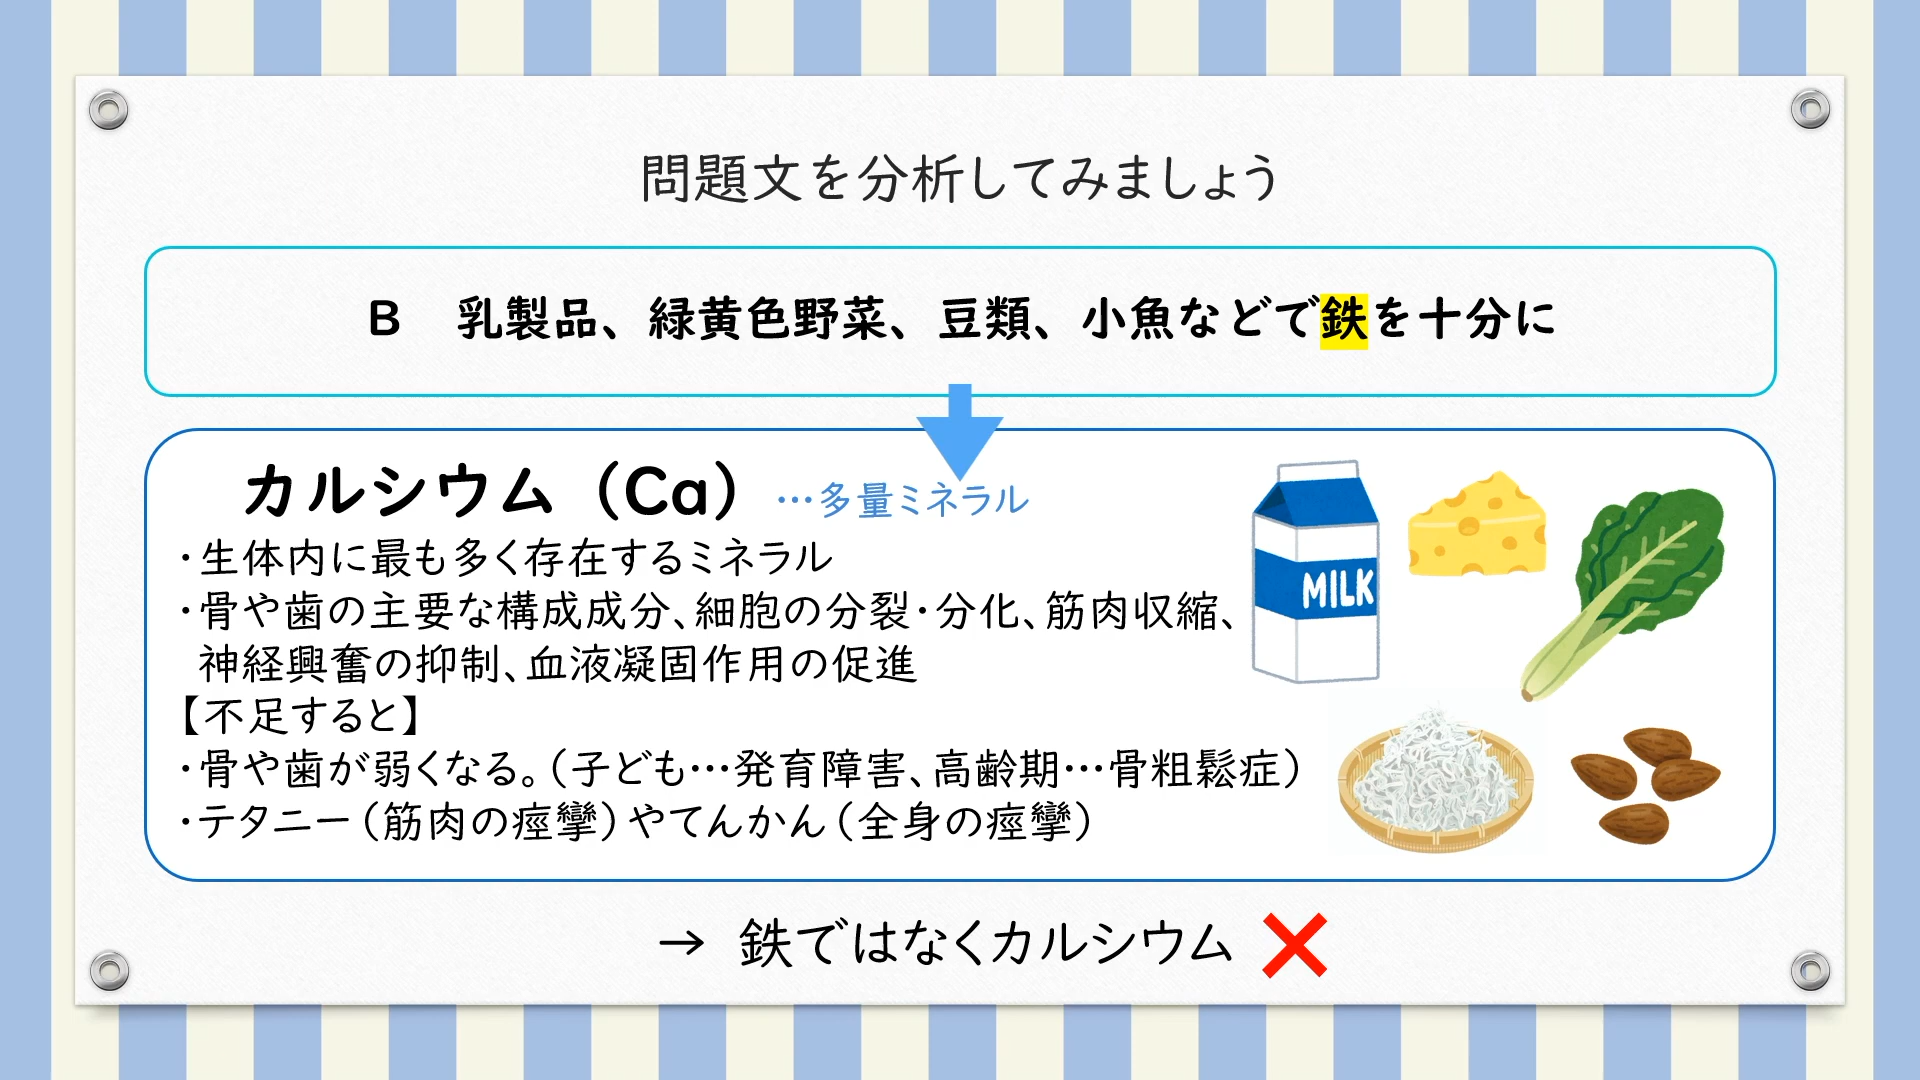 問題文を分析してみましょう
B　乳製品、緑黄色野菜、豆類、小魚などで鉄を十分に
カルシウム（Ca）…多量ミネラル
・生体内に最も多く存在するミネラル
・骨や歯の主要な構成成分、細胞の分裂・分化、筋肉収縮、
神経興奮の抑制、血液凝固作用の促進
【不足すると】
・骨や歯が弱くなる。（子ども…発育障害、高齢期…骨粗鬆症）
・テタニー（筋肉の痙攣）やてんかん（全身の痙攣）
MILK
→ 鉄ではなくカルシウム ❌